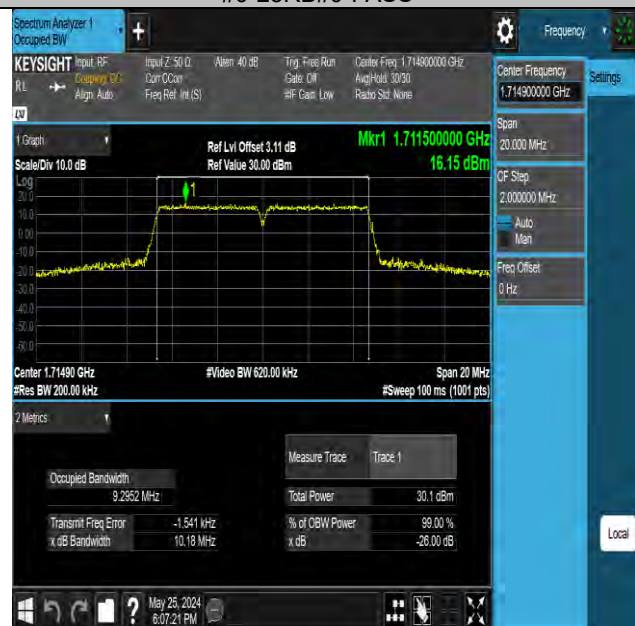 Spectrum Analyzer 1
Occupied BW
+
Frequency
KEYSIGHT
Input: RF
Coupling: DC
Align: Auto
RL
Input Z: 50 Ω
Corr CCorr
Freq Ref: Int (S)
Atten: 40 dB
Trig: Free Run
Gate: Off
#IF Gain: Low
Center Freq: 1.714900000 GHz
Avg|Hold: 30/30
Radio Std: None
LXI
Center Frequency
1.714900000 GHz
Settings
Span
20.000 MHz
CF Step
2.000000 MHz
Auto
Man
Freq Offset
0 Hz
Local
1 Graph
Scale/Div 10.0 dB
Ref Lvl Offset 3.11 dB
Ref Value 30.00 dBm
Mkr1 1.711500000 GHz
16.15 dBm
Log
20.0
10.0
0.00
-10.0
-20.0
-30.0
-40.0
-50.0
-60.0
1
Center 1.71490 GHz
#Res BW 200.00 kHz
#Video BW 620.00 kHz
Span 20 MHz
#Sweep 100 ms (1001 pts)
2 Metrics
Measure Trace
Trace 1
Occupied Bandwidth
9.2952 MHz
Total Power
30.1 dBm
Transmit Freq Error
-1.541 kHz
% of OBW Power
99.00 %
x dB Bandwidth
10.18 MHz
x dB
-26.00 dB
?
May 25, 2024
6:07:21 PM